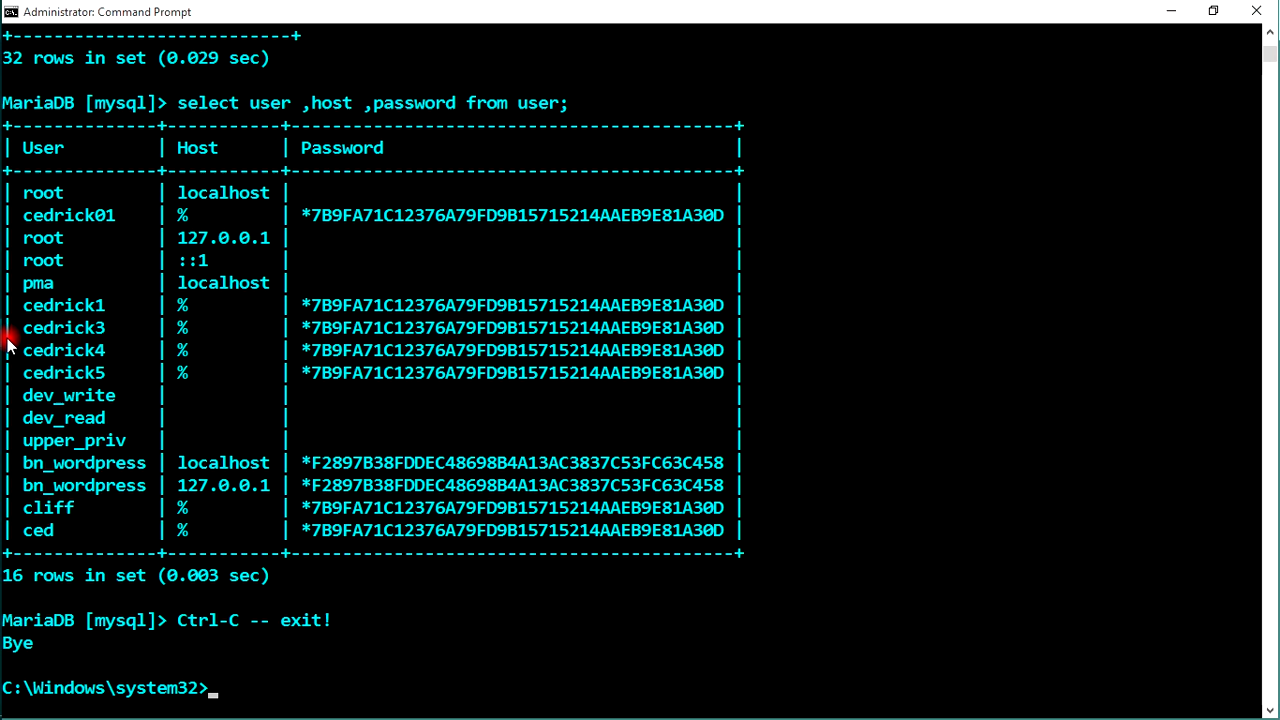 Administrator: Command Prompt
+---------------------------+
32 rows in set (0.029 sec)
MariaDB [mysql]> select user ,host ,password from user;
+--------------+-----------+-------------------------------------------+
| User         | Host      | Password                                  |
+--------------+-----------+-------------------------------------------+
| root         | localhost |                                           |
| cedrick01    | %         | *7B9FA71C12376A79FD9B15715214AAEB9E81A30D |
| root         | 127.0.0.1 |                                           |
| root         | ::1       |                                           |
| pma          | localhost |                                           |
| cedrick1     | %         | *7B9FA71C12376A79FD9B15715214AAEB9E81A30D |
| cedrick3     | %         | *7B9FA71C12376A79FD9B15715214AAEB9E81A30D |
| cedrick4     | %         | *7B9FA71C12376A79FD9B15715214AAEB9E81A30D |
| cedrick5     | %         | *7B9FA71C12376A79FD9B15715214AAEB9E81A30D |
| dev_write    |           |                                           |
| dev_read     |           |                                           |
| upper_priv   |           |                                           |
| bn_wordpress | localhost | *F2897B38FDDEC48698B4A13AC3837C53FC63C458 |
| bn_wordpress | 127.0.0.1 | *F2897B38FDDEC48698B4A13AC3837C53FC63C458 |
| cliff        | %         | *7B9FA71C12376A79FD9B15715214AAEB9E81A30D |
| ced          | %         | *7B9FA71C12376A79FD9B15715214AAEB9E81A30D |
+--------------+-----------+-------------------------------------------+
16 rows in set (0.003 sec)
MariaDB [mysql]> Ctrl-C -- exit!
Bye
C:\Windows\system32>_